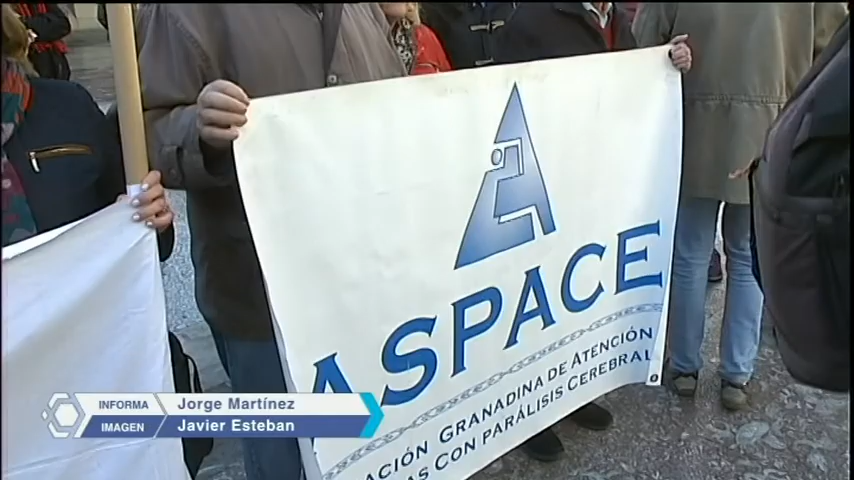 ASPACE
ACIÓN GRANADINA DE ATENCIÓN
AS CON PARÁLISIS CEREBRAL
INFORMA Jorge Martínez
IMAGEN Javier Esteban